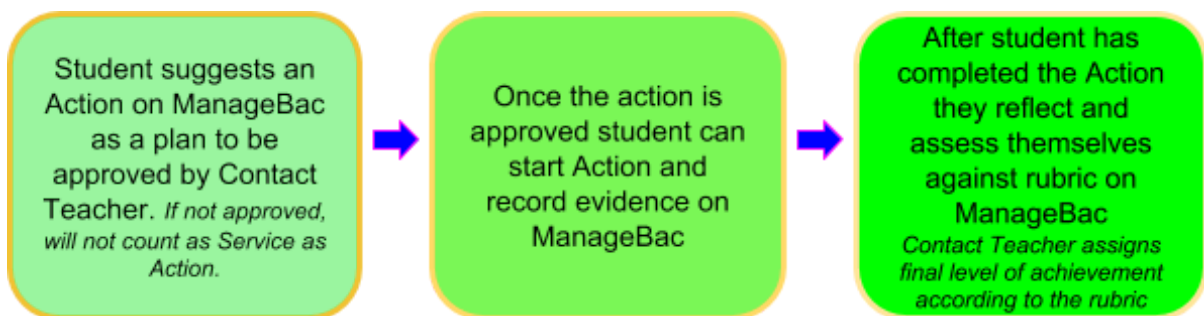 Student suggests an
Action on ManageBac
as a plan to be
approved by Contact
Teacher. If not approved,
will not count as Service as
Action.
Once the action is
approved student can
start Action and
record evidence on
ManageBac
After student has
completed the Action
they reflect and
assess themselves
against rubric on
ManageBac
Contact Teacher assigns
final level of achievement
according to the rubric